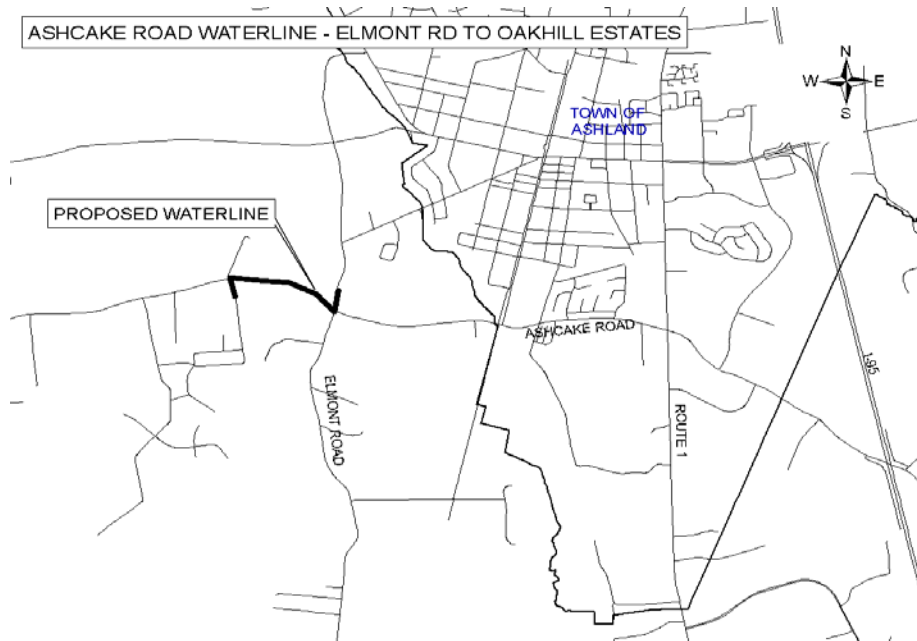 ASHCAKE ROAD WATERLINE - ELMONT RD TO OAKHILL ESTATES
N
W E
S
TOWN OF
ASHLAND
PROPOSED WATERLINE
ASHCAKE ROAD
I-95
ELMONT ROAD
ROUTE 1